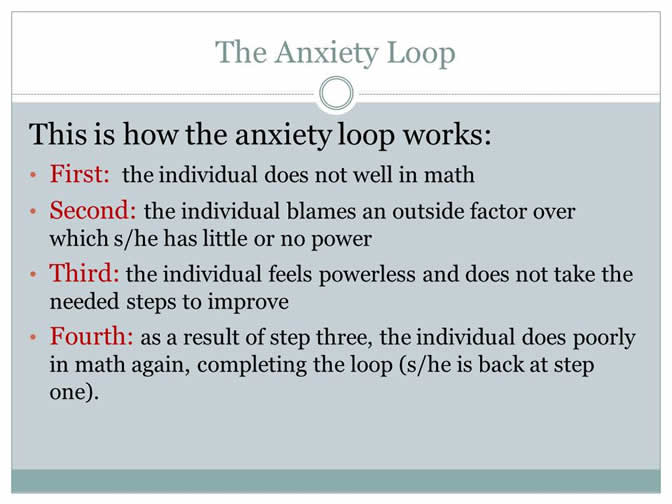 The Anxiety Loop
This is how the anxiety loop works:
• First: the individual does not well in math
• Second: the individual blames an outside factor over
which s/he has little or no power
• Third: the individual feels powerless and does not take the
needed steps to improve
• Fourth: as a result of step three, the individual does poorly
in math again, completing the loop (s/he is back at step
one).